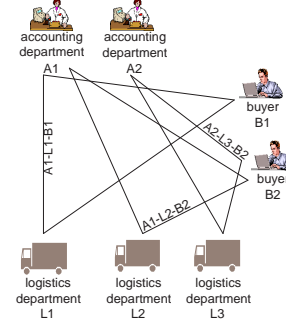 accounting
department
A1
accounting
department
A2
buyer
B1
A1-L1-B1
A2-L3-B2
buyer
B2
A1-L2-B2
logistics
department
L1
logistics
department
L2
logistics
department
L3